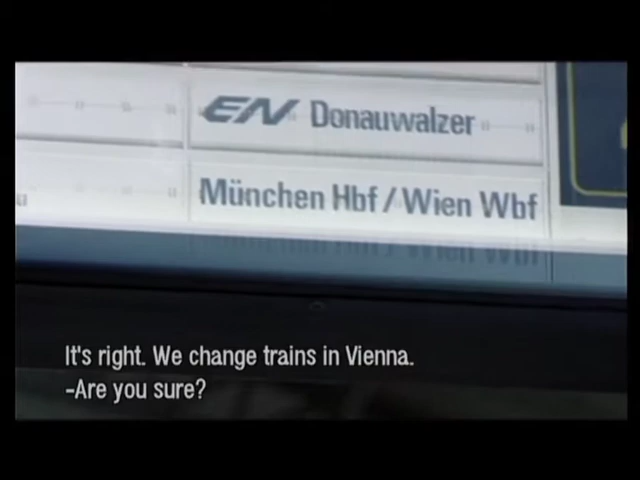 EN Donauwalzer
München Hbf / Wien Wbf
It's right. We change trains in Vienna.
-Are you sure?